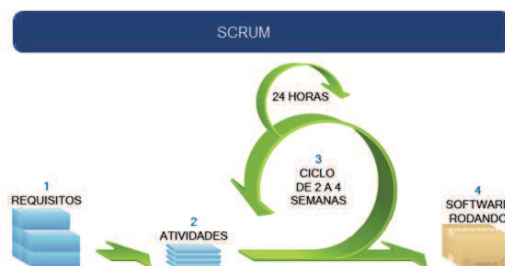 SCRUM
24 HORAS
1
REQUISITOS
2
ATIVIDADES
3
CICLO
DE 2 A 4
SEMANAS
4
SOFTWARE
RODANDO